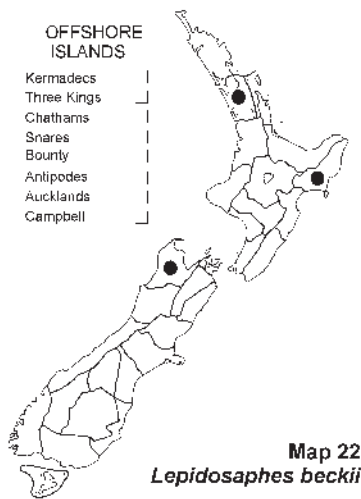 OFFSHORE
ISLANDS
Kermadecs
Three Kings
Chathams
Snares
Bounty
Antipodes
Aucklands
Campbell
Map 22
Lepidosaphes beckii